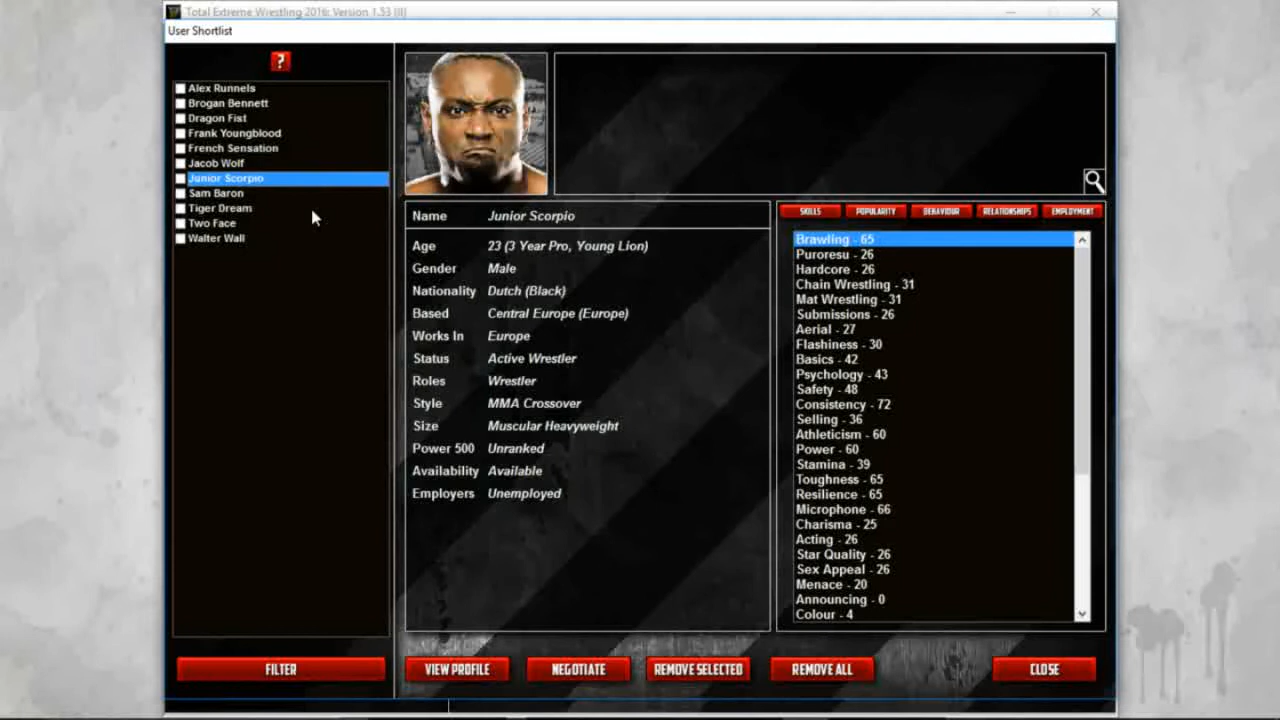 Total Extreme Wrestling 2016: Version 1.53 (II)
User Shortlist
?
Alex Runnels
Brogan Bennett
Dragon Fist
Frank Youngblood
French Sensation
Jacob Wolf
Junior Scorpio
Sam Baron
Tiger Dream
Two Face
Walter Wall
FILTER
Name Junior Scorpio
Age 23 (3 Year Pro, Young Lion)
Gender Male
Nationality Dutch (Black)
Based Central Europe (Europe)
Works In Europe
Status Active Wrestler
Roles Wrestler
Style MMA Crossover
Size Muscular Heavyweight
Power 500 Unranked
Availability Available
Employers Unemployed
SKILLS POPULARITY BEHAVIOUR RELATIONSHIPS EMPLOYMENT
Brawling - 65
Puroresu - 26
Hardcore - 26
Chain Wrestling - 31
Mat Wrestling - 31
Submissions - 26
Aerial - 27
Flashiness - 30
Basics - 42
Psychology - 43
Safety - 48
Consistency - 72
Selling - 36
Athleticism - 60
Power - 60
Stamina - 39
Toughness - 65
Resilience - 65
Microphone - 66
Charisma - 25
Acting - 26
Star Quality - 26
Sex Appeal - 26
Menace - 20
Announcing - 0
Colour - 4
VIEW PROFILE NEGOTIATE REMOVE SELECTED REMOVE ALL CLOSE